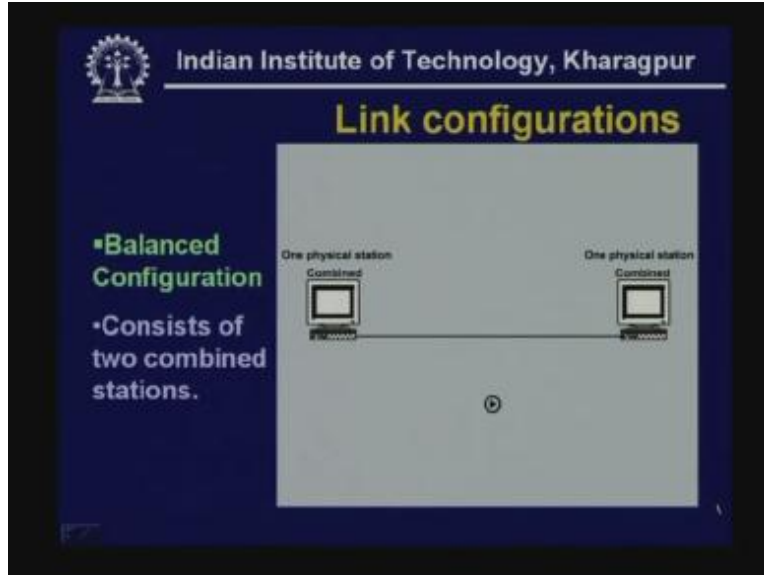 Indian Institute of Technology, Kharagpur
Link configurations
▪Balanced
Configuration
•Consists of
two combined
stations.
One physical station
Combined
One physical station
Combined